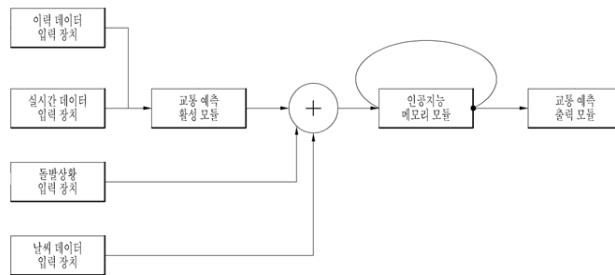 이력 데이터
입력 장치
실시간 데이터
입력 장치
교통 예측
활성 모듈
+
인공지능
메모리 모듈
교통 예측
출력 모듈
돌발상황
입력 장치
날씨 데이터
입력 장치